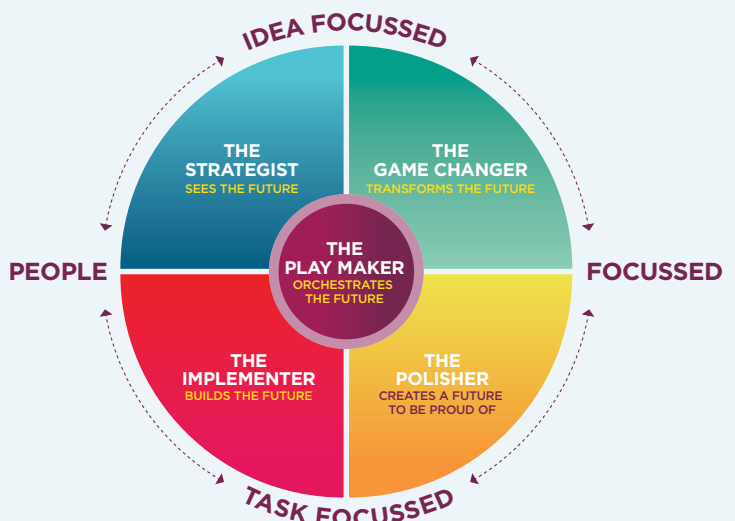 IDEA FOCUSSED
THE
STRATEGIST
SEES THE FUTURE
THE
GAME CHANGER
TRANSFORMS THE FUTURE
PEOPLE
THE
PLAY MAKER
ORCHESTRATES
THE FUTURE
FOCUSSED
THE
IMPLEMENTER
BUILDS THE FUTURE
THE
POLISHER
CREATES A FUTURE
TO BE PROUD OF
TASK FOCUSSED